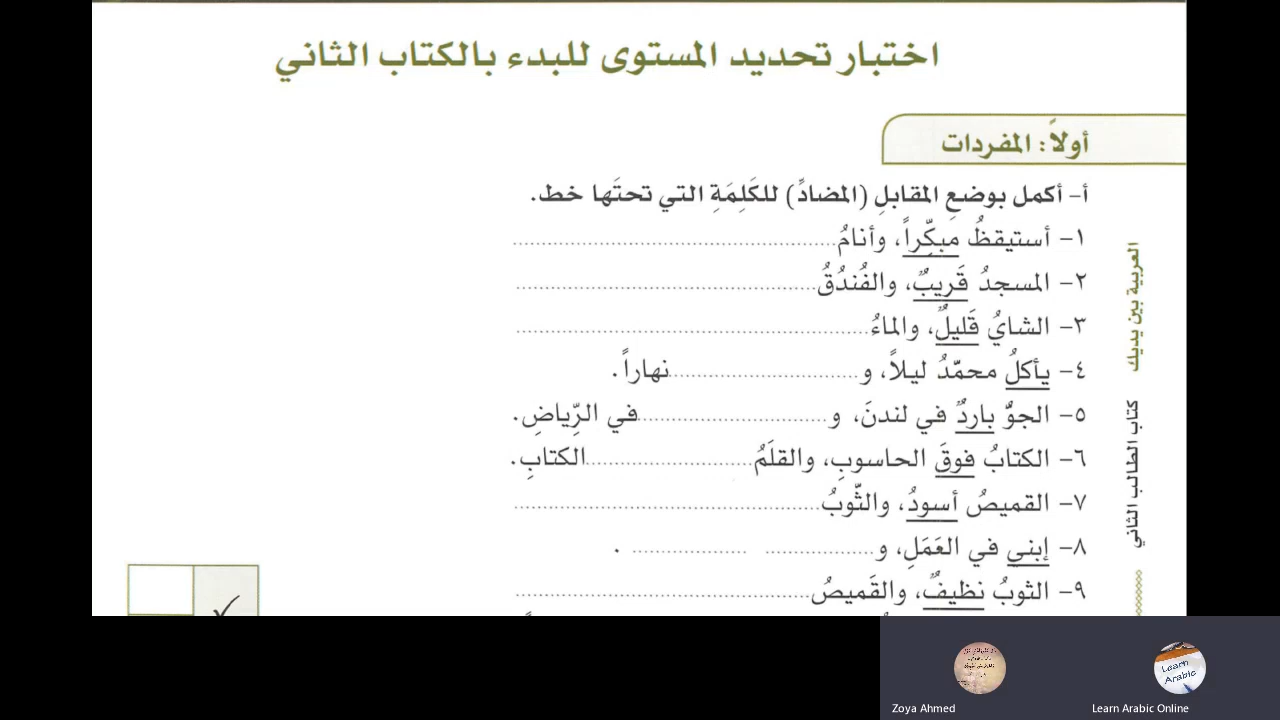 اختبار تحديد المستوى للبدء بالكتاب الثاني
أولاً: المفردات
أ- أكمل بوضعِ المقابلِ (المضادِّ) للكَلِمَةِ التي تحتَها خط.
١- أستيقظُ مبكِّراً، وأنامُ ..............................
٢- المسجدُ قَرِيبٌ، والفُندُقُ ..............................
٣- الشايُ قَليلٌ، والماءُ ..............................
٤- يأكلُ محمّدُ ليلاً، و .............................. نهاراً.
٥- الجوُّ باردٌ في لندنَ، و .............................. في الرِّياضِ.
٦- الكتابُ فوقَ الحاسوبِ، والقلَمُ .............................. الكتابِ.
٧- القميصُ أسودُ، والثّوبُ ..............................
٨- إبني في العَمَلِ، و .................... .................... .
٩- الثوبُ نظيفٌ، والقَميصُ ..............................
العربية بين يديك
كتاب الطالب الثاني
Zoya Ahmed
Learn Arabic Online
Learn Arabic